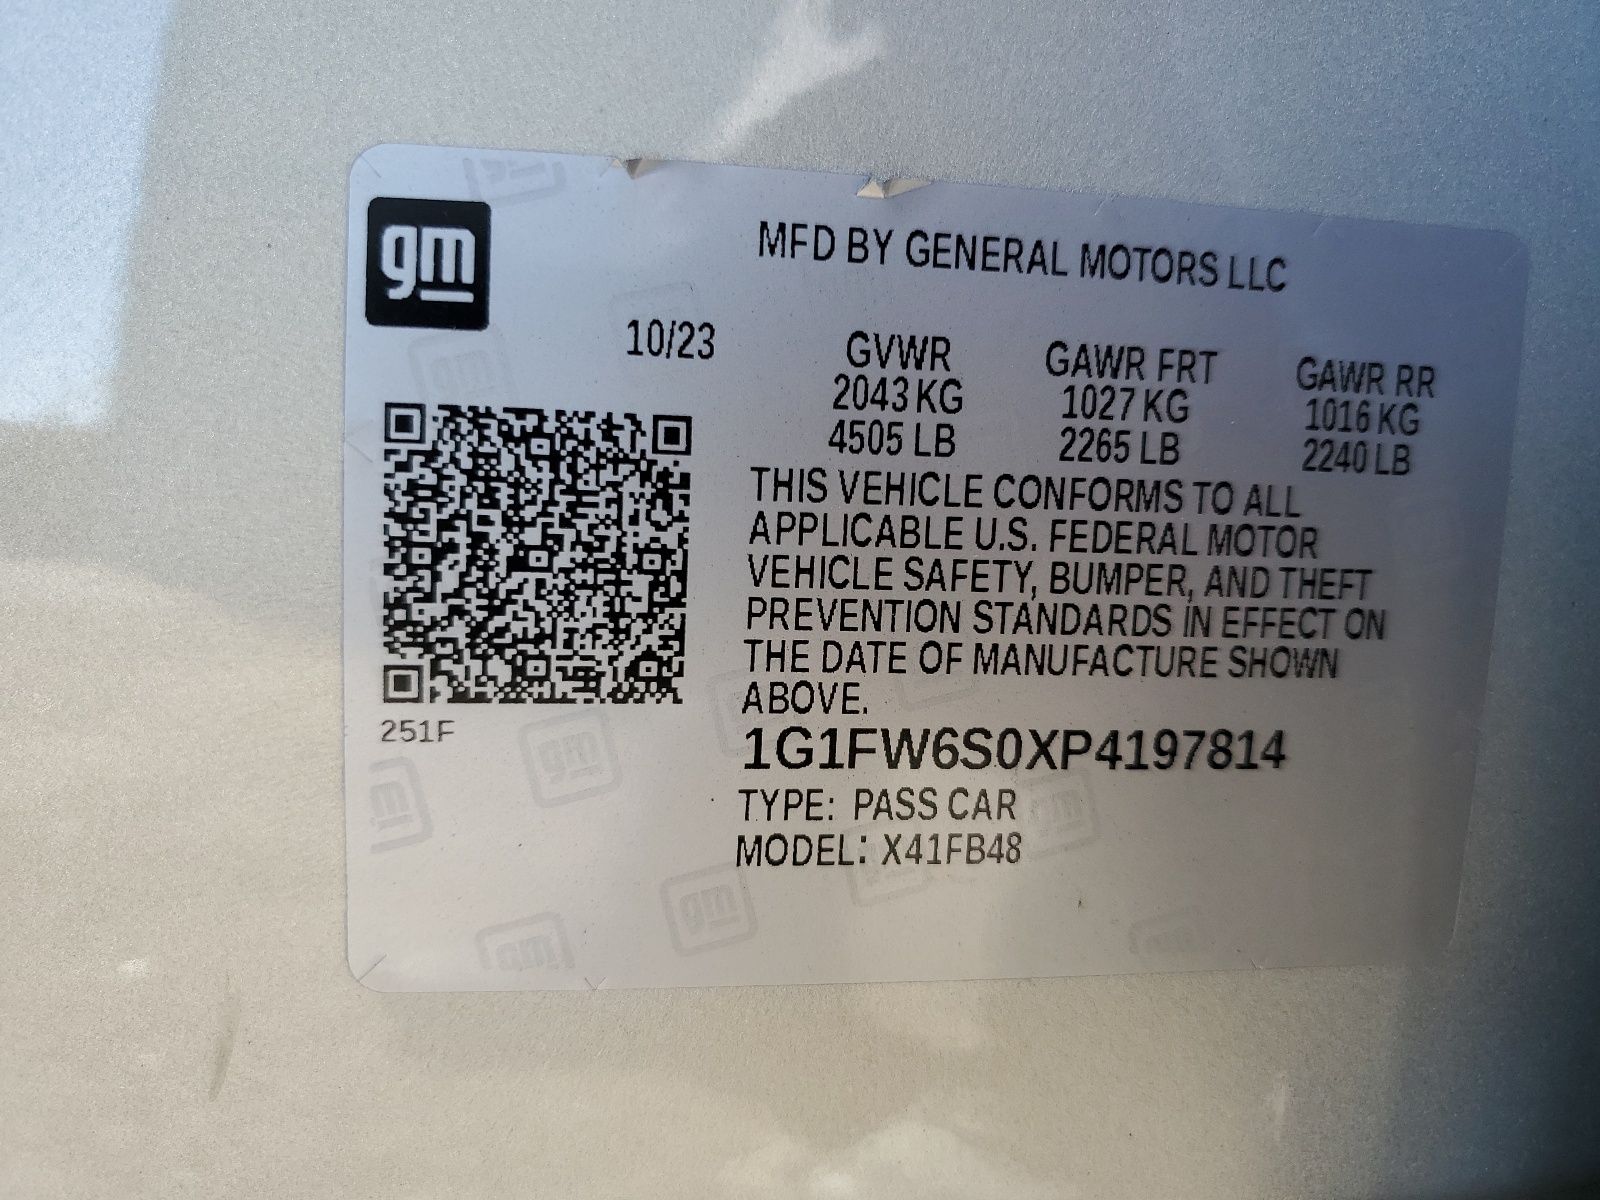 gm
MFD BY GENERAL MOTORS LLC
10/23
GVWR GAWR FRT GAWR RR
2043 KG 1027 KG 1016 KG
4505 LB 2265 LB 2240 LB
THIS VEHICLE CONFORMS TO ALL
APPLICABLE U.S. FEDERAL MOTOR
VEHICLE SAFETY, BUMPER, AND THEFT
PREVENTION STANDARDS IN EFFECT ON
THE DATE OF MANUFACTURE SHOWN
ABOVE.
251F
1G1FW6S0XP4197814
TYPE: PASS CAR
MODEL: X41FB48